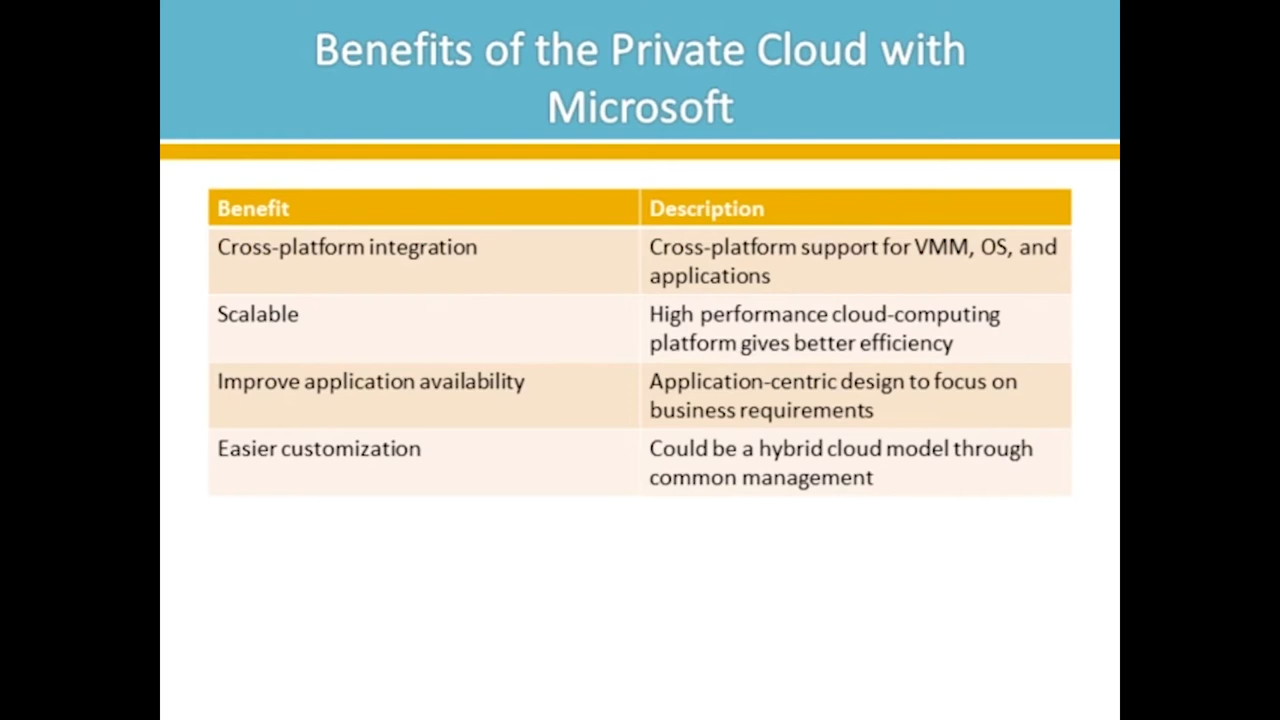 Benefits of the Private Cloud with
Microsoft
Benefit
Description
Cross-platform integration
Cross-platform support for VMM, OS, and
applications
Scalable
High performance cloud-computing
platform gives better efficiency
Improve application availability
Application-centric design to focus on
business requirements
Easier customization
Could be a hybrid cloud model through
common management